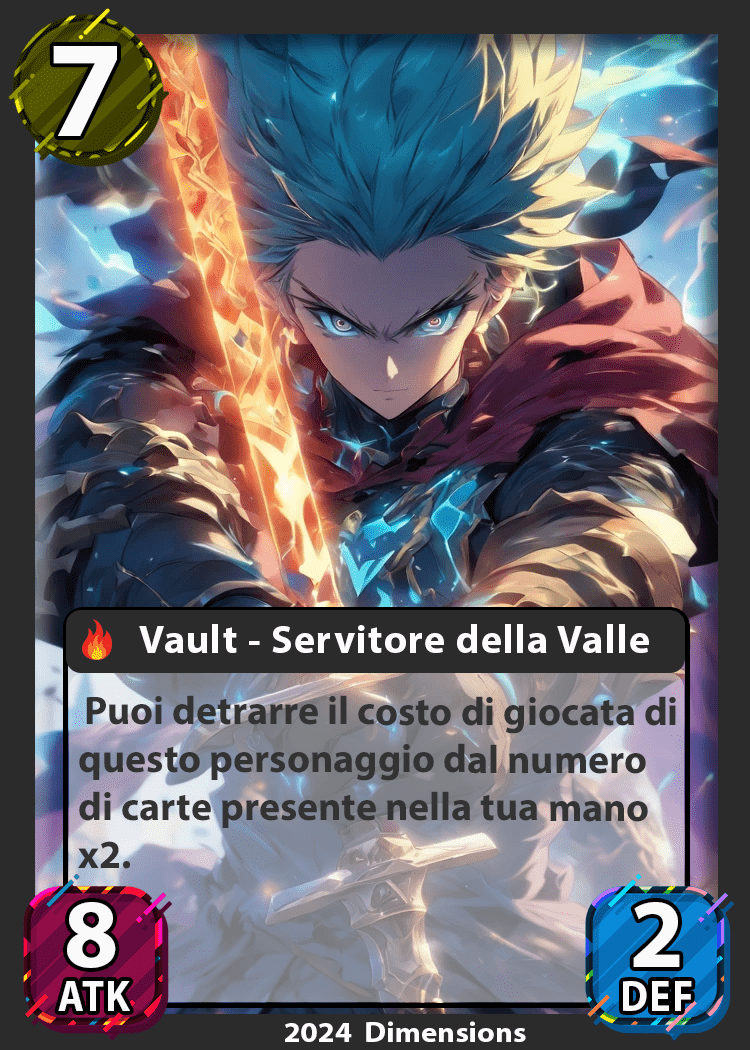 7
Vault - Servitore della Valle
Puoi detrarre il costo di giocata di
questo personaggio dal numero
di carte presente nella tua mano
x2.
8
ATK
2
DEF
2024 Dimensions